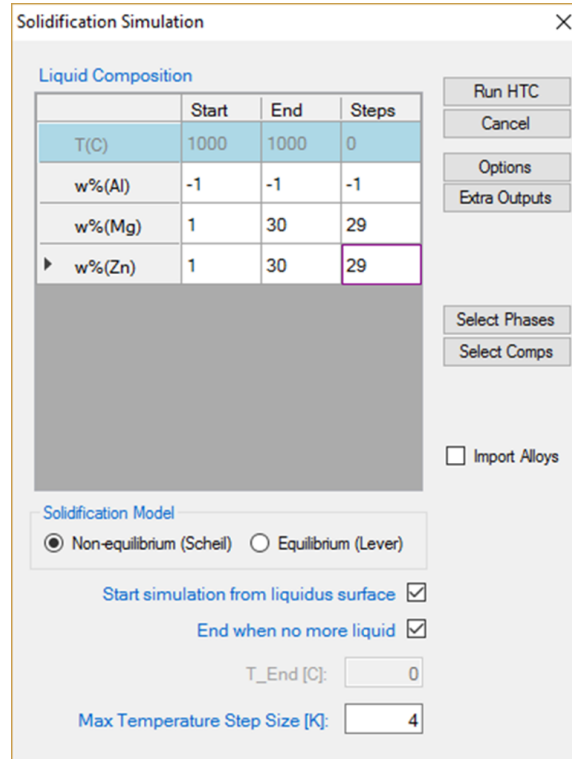 Solidification Simulation
Liquid Composition
Start End Steps
T(C) 1000 1000 0
w%(Al) -1 -1 -1
w%(Mg) 1 30 29
w%(Zn) 1 30 29
Run HTC
Cancel
Options
Extra Outputs
Select Phases
Select Comps
Import Alloys
Solidification Model
Non-equilibrium (Scheil) Equilibrium (Lever)
Start simulation from liquidus surface
End when no more liquid
T_End [C]: 0
Max Temperature Step Size [K]: 4